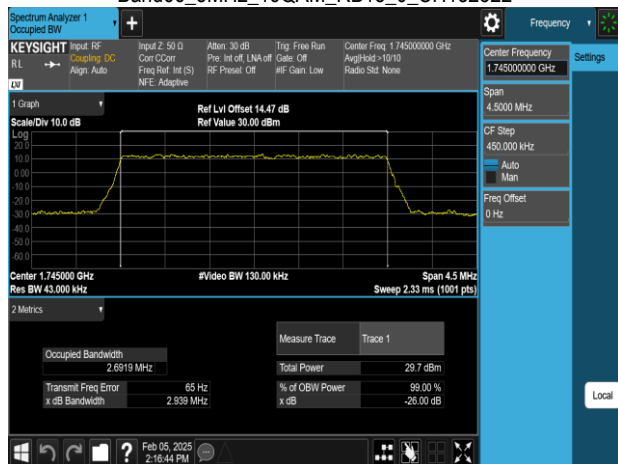 Spectrum Analyzer 1
Occupied BW
Frequency
KEYSIGHT
RL
LXI
Input: RF
Coupling: DC
Align: Auto
Input Z: 50 Ω
Corr CCorr
Freq Ref: Int (S)
NFE: Adaptive
Atten: 30 dB
Pre: Int off, LNA off
RF Preset: Off
Trig: Free Run
Gate: Off
#IF Gain: Low
Center Freq: 1.745000000 GHz
Avg|Hold:>10/10
Radio Std: None
Center Frequency
1.745000000 GHz
Settings
Span
4.5000 MHz
CF Step
450.000 kHz
Auto
Man
Freq Offset
0 Hz
Local
1 Graph
Scale/Div 10.0 dB
Ref Lvl Offset 14.47 dB
Ref Value 30.00 dBm
Log
20.0
10.0
0.00
-10.0
-20.0
-30.0
-40.0
-50.0
-60.0
Center 1.745000 GHz
Res BW 43.000 kHz
#Video BW 130.00 kHz
Span 4.5 MHz
Sweep 2.33 ms (1001 pts)
2 Metrics
Measure Trace Trace 1
Occupied Bandwidth
2.6919 MHz
Total Power 29.7 dBm
Transmit Freq Error 65 Hz
% of OBW Power 99.00 %
x dB Bandwidth 2.939 MHz
x dB -26.00 dB
Feb 05, 2025
2:16:44 PM